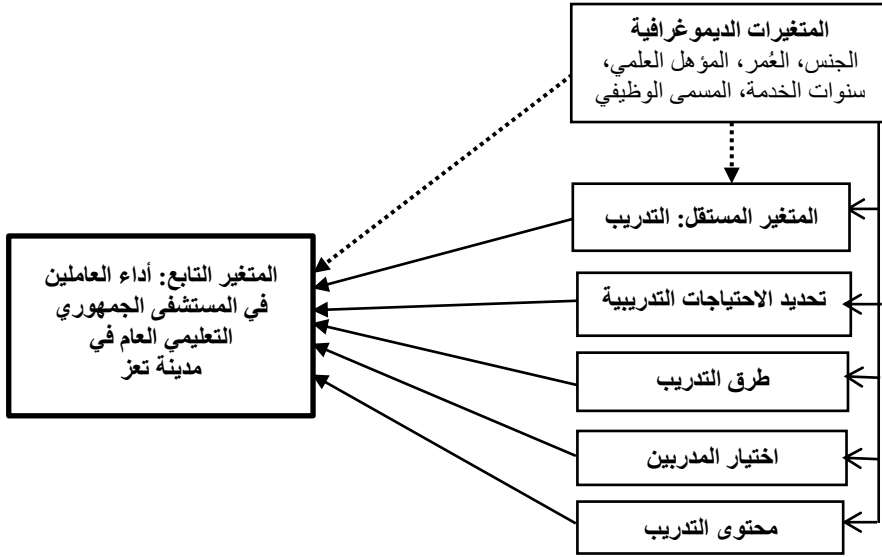 المتغيرات الديموغرافية
الجنس، العُمر، المؤهل العلمي،
سنوات الخدمة، المسمى الوظيفي
المتغير المستقل: التدريب
تحديد الاحتياجات التدريبية
طرق التدريب
اختيار المدربين
محتوى التدريب
المتغير التابع: أداء العاملين
في المستشفى الجمهوري
التعليمي العام في
مدينة تعز